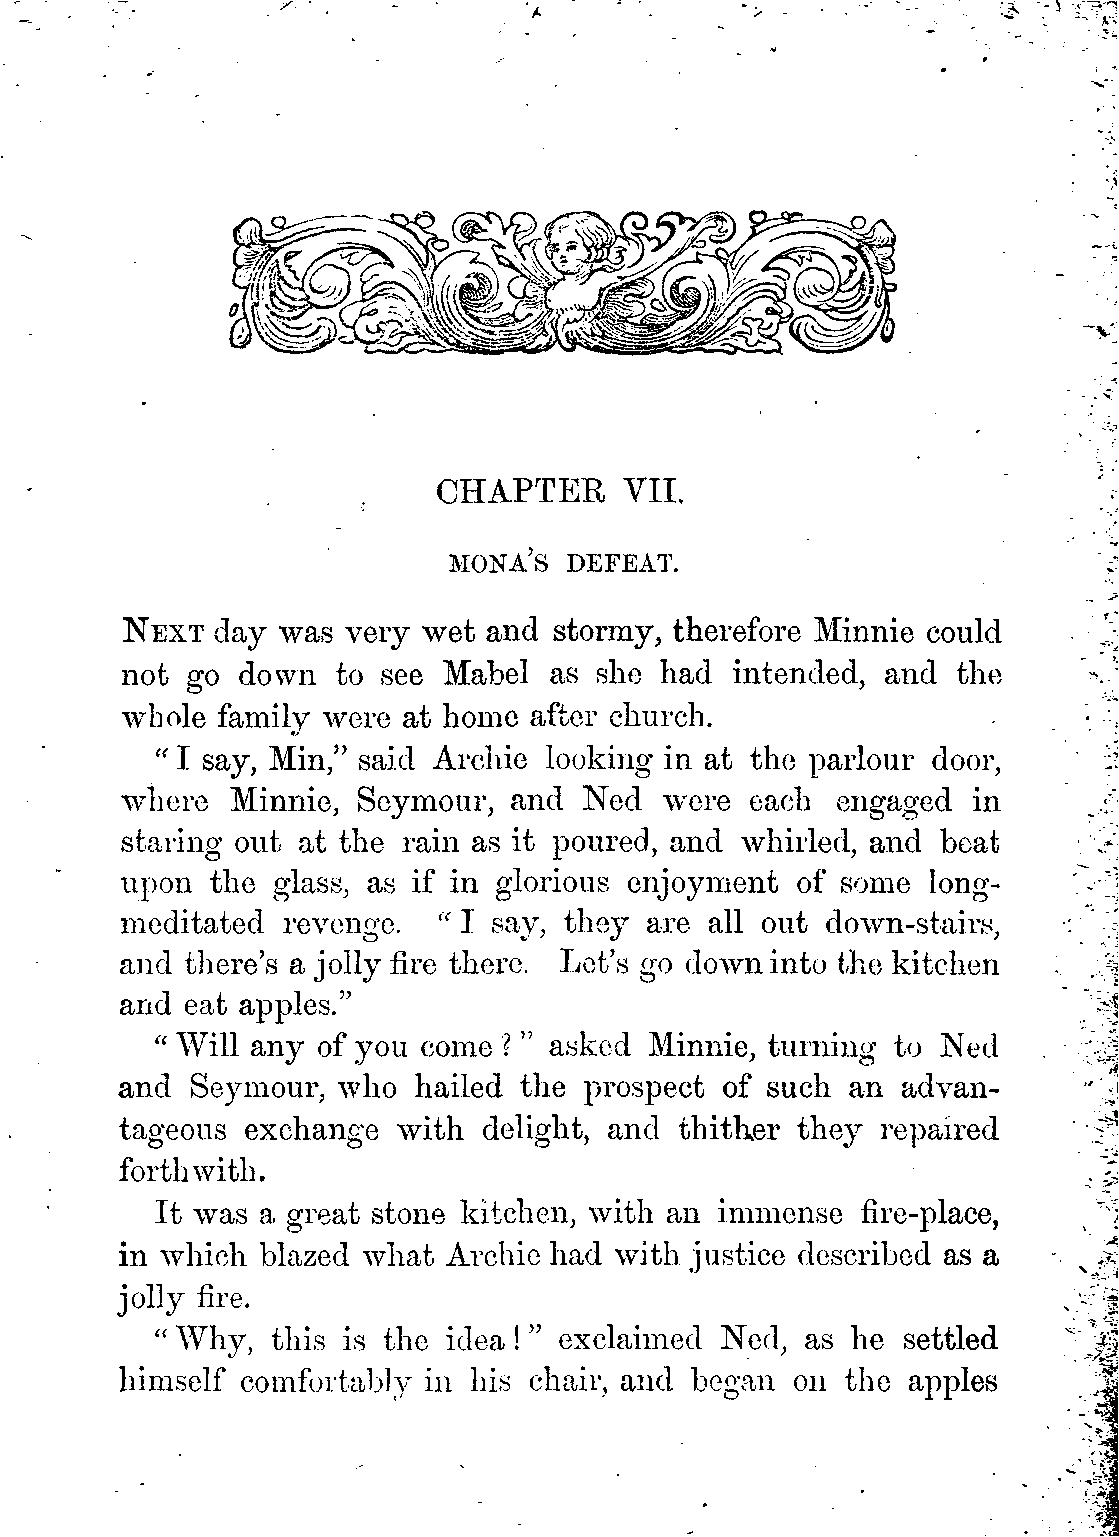 CHAPTER VII.
MONA'S DEFEAT.
NEXT day was very wet and stormy, therefore Minnie could
not go down to see Mabel as she had intended, and the
whole family were at home after church.
"I say, Min," said Archie looking in at the parlour door,
where Minnie, Seymour, and Ned were each engaged in
staring out at the rain as it poured, and whirled, and beat
upon the glass, as if in glorious enjoyment of some long-
meditated revenge. "I say, they are all out down-stairs,
and there's a jolly fire there. Let's go down into the kitchen
and eat apples."
"Will any of you come?" asked Minnie, turning to Ned
and Seymour, who hailed the prospect of such an advan-
tageous exchange with delight, and thither they repaired
forthwith.
It was a great stone kitchen, with an immense fire-place,
in which blazed what Archie had with justice described as a
jolly fire.
"Why, this is the idea!" exclaimed Ned, as he settled
himself comfortably in his chair, and began on the apples